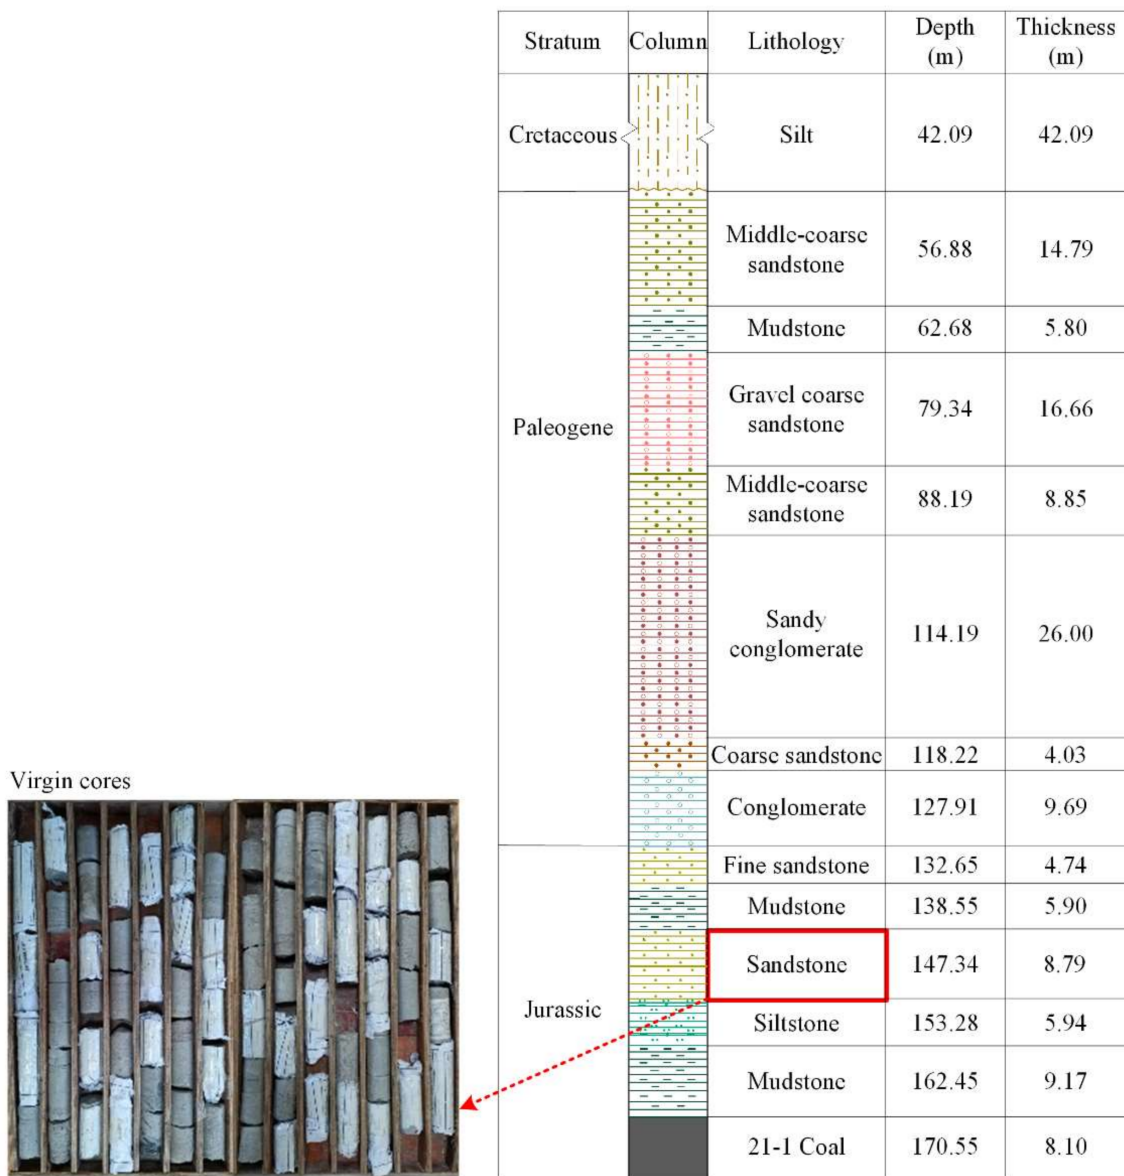 Stratum Column Lithology Depth (m) Thickness (m)
Cretaceous Silt 42.09 42.09
Middle-coarse sandstone 56.88 14.79
Mudstone 62.68 5.80
Paleogene
Gravel coarse sandstone 79.34 16.66
Middle-coarse sandstone 88.19 8.85
Sandy conglomerate 114.19 26.00
Coarse sandstone 118.22 4.03
Conglomerate 127.91 9.69
Jurassic
Fine sandstone 132.65 4.74
Mudstone 138.55 5.90
Sandstone 147.34 8.79
Siltstone 153.28 5.94
Mudstone 162.45 9.17
21-1 Coal 170.55 8.10
Virgin cores